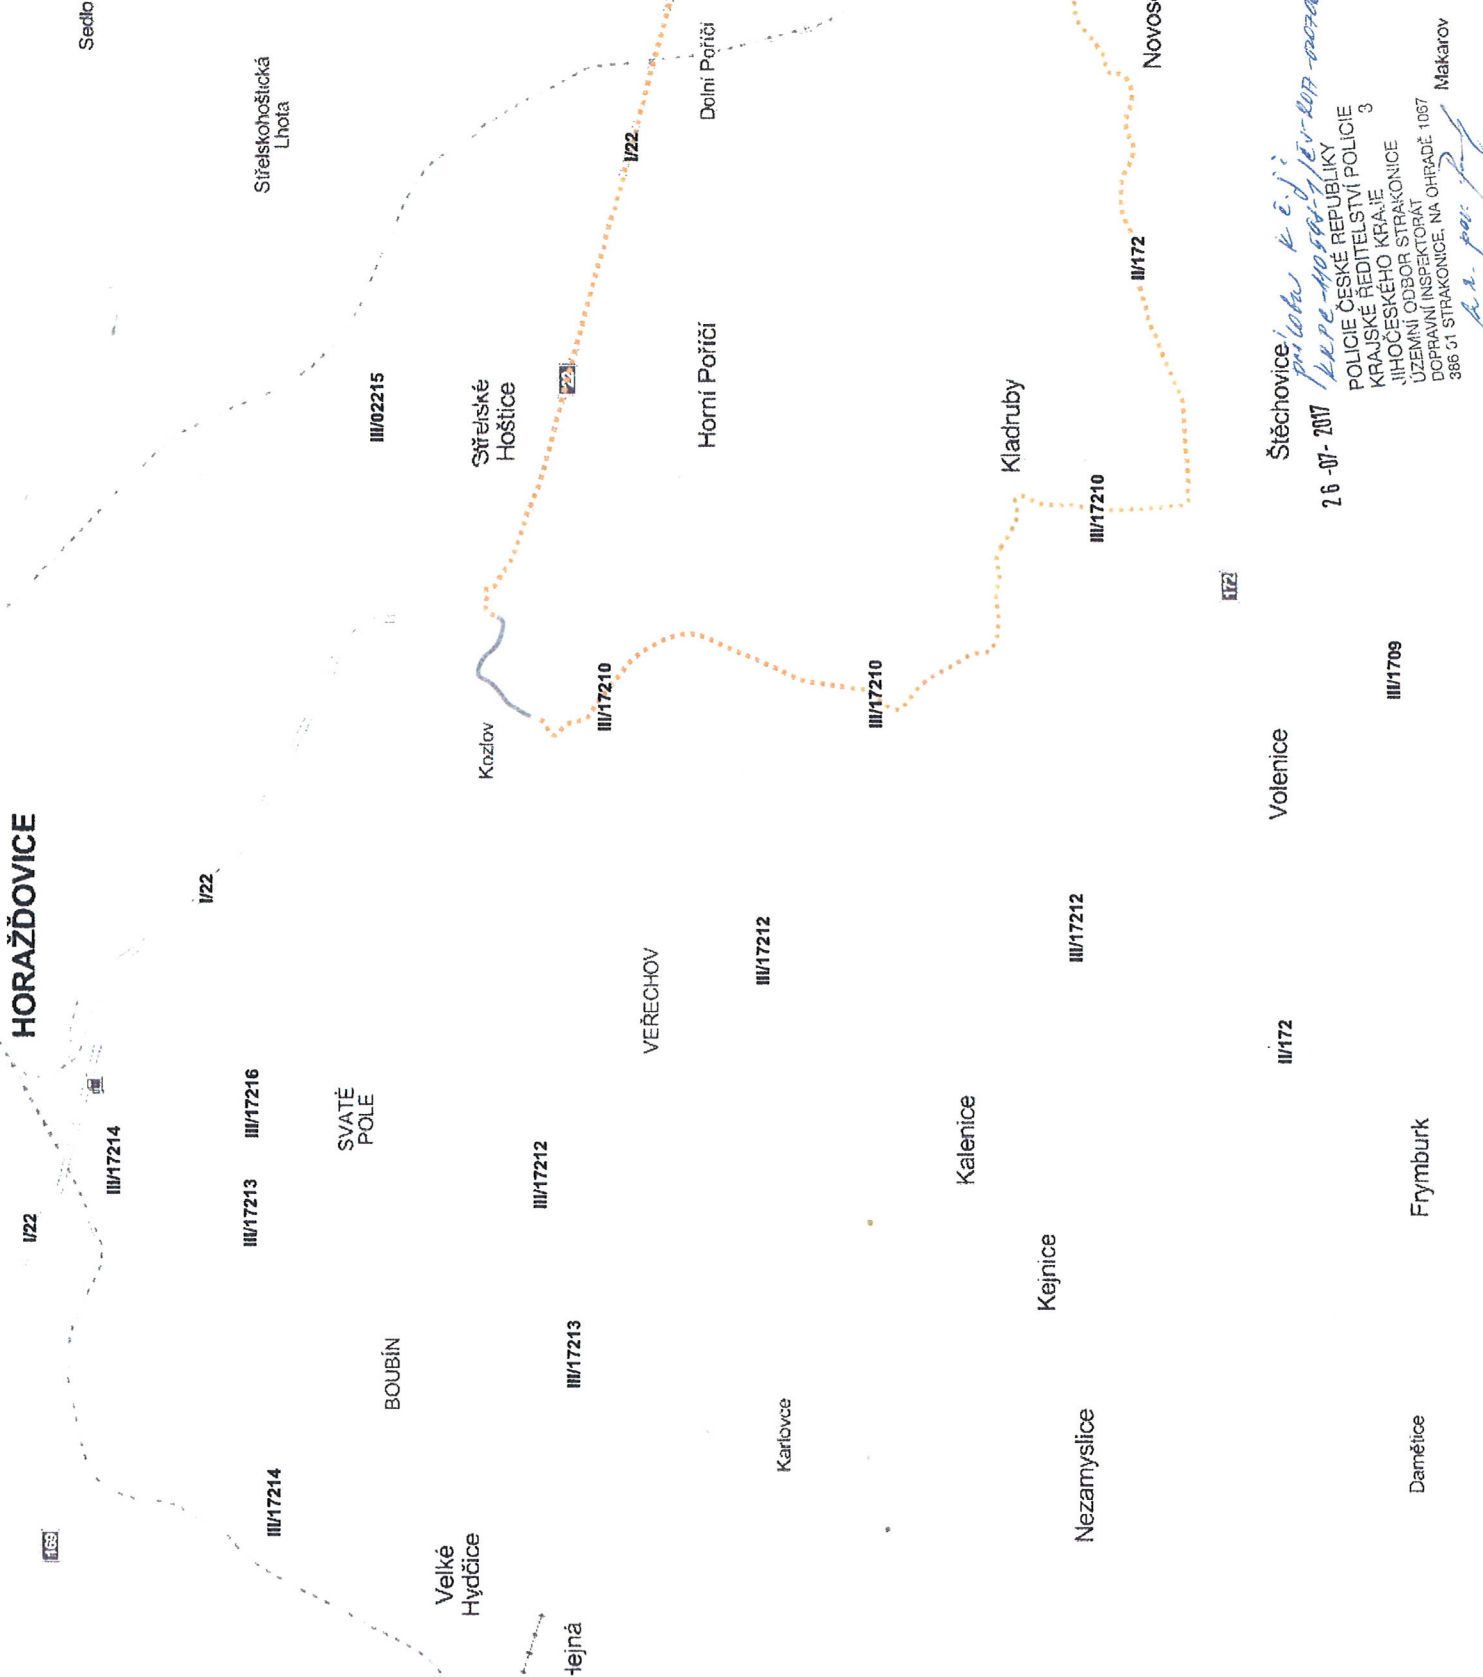 HORAŽĎOVICE
Sedlo
Střelskohoštická
Lhota
I/22
III/17214
III/17216
III/17213
I/22
169
III/17214
SVATÉ
POLE
BOUBÍN
III/02215
Střelské
Hoštice
22
I/22
Dolní Poříčí
Horní Poříčí
Kozlov
III/17210
III/17212
III/17213
Velké
Hydčice
Hejná
VEŘECHOV
III/17212
Karlovce
III/17210
Kladruby
III/17210
II/172
Novos
Kalenice
III/17212
Kejnice
Nezamyslice
172
Štěchovice
Volenice
II/172
III/1709
Frymburk
Damětice
Makarov
26 -07- 2017
příloha k č.j.:
POLICIE ČESKÉ REPUBLIKY
KRAJSKÉ ŘEDITELSTVÍ POLICIE
3
JIHOČESKÉHO KRAJE
ÚZEMNÍ ODBOR STRAKONICE
DOPRAVNÍ INSPEKTORÁT
386 01 STRAKONICE, NA OHRADĚ 1067